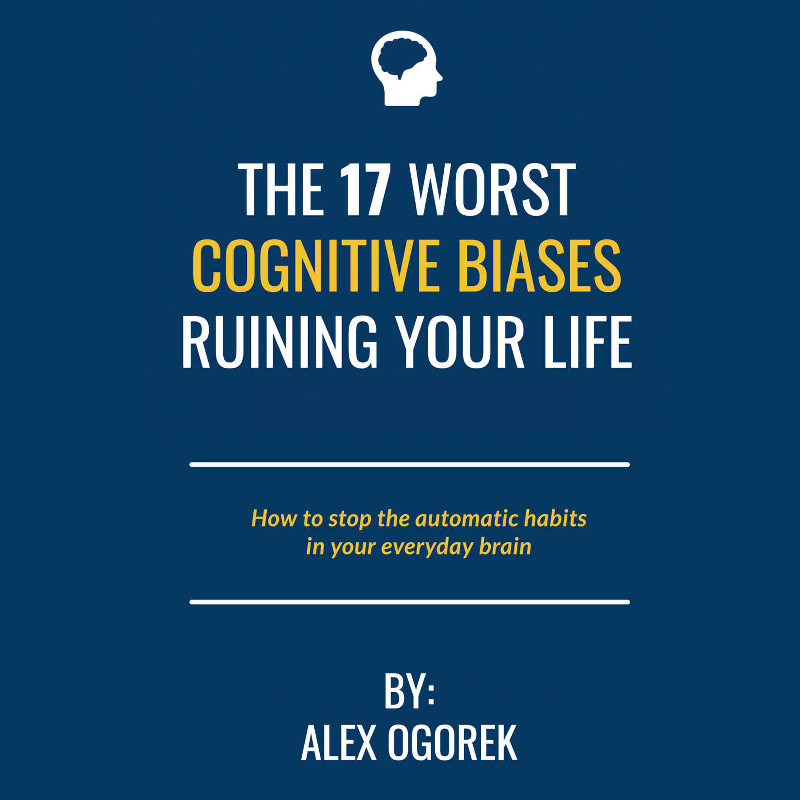 THE 17 WORST
COGNITIVE BIASES
RUINING YOUR LIFE
How to stop the automatic habits
in your everyday brain
BY:
ALEX OGOREK